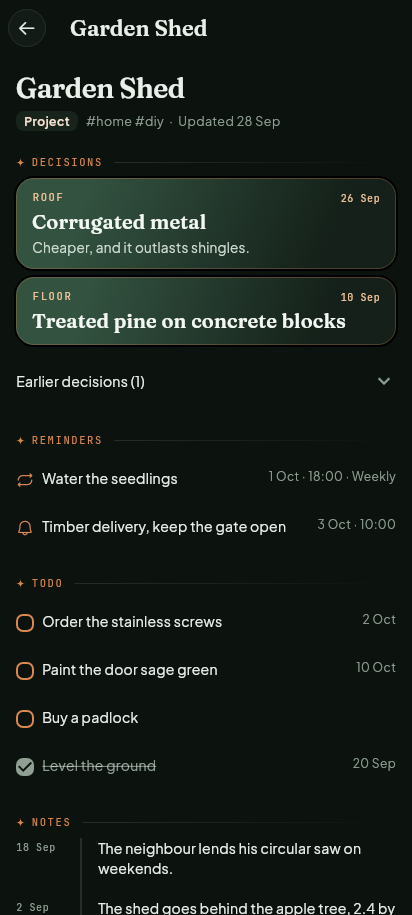 Garden Shed
Garden Shed
Project #home #diy · Updated 28 Sep
DECISIONS
ROOF 26 Sep
Corrugated metal
Cheaper, and it outlasts shingles.
FLOOR 10 Sep
Treated pine on concrete blocks
Earlier decisions (1)
REMINDERS
Water the seedlings 1 Oct · 18:00 · Weekly
Timber delivery, keep the gate open 3 Oct · 10:00
TODO
Order the stainless screws 2 Oct
Paint the door sage green 10 Oct
Buy a padlock
Level the ground 20 Sep
NOTES
18 Sep The neighbour lends his circular saw on
weekends.
2 Sep The shed goes behind the apple tree, 2.4 by